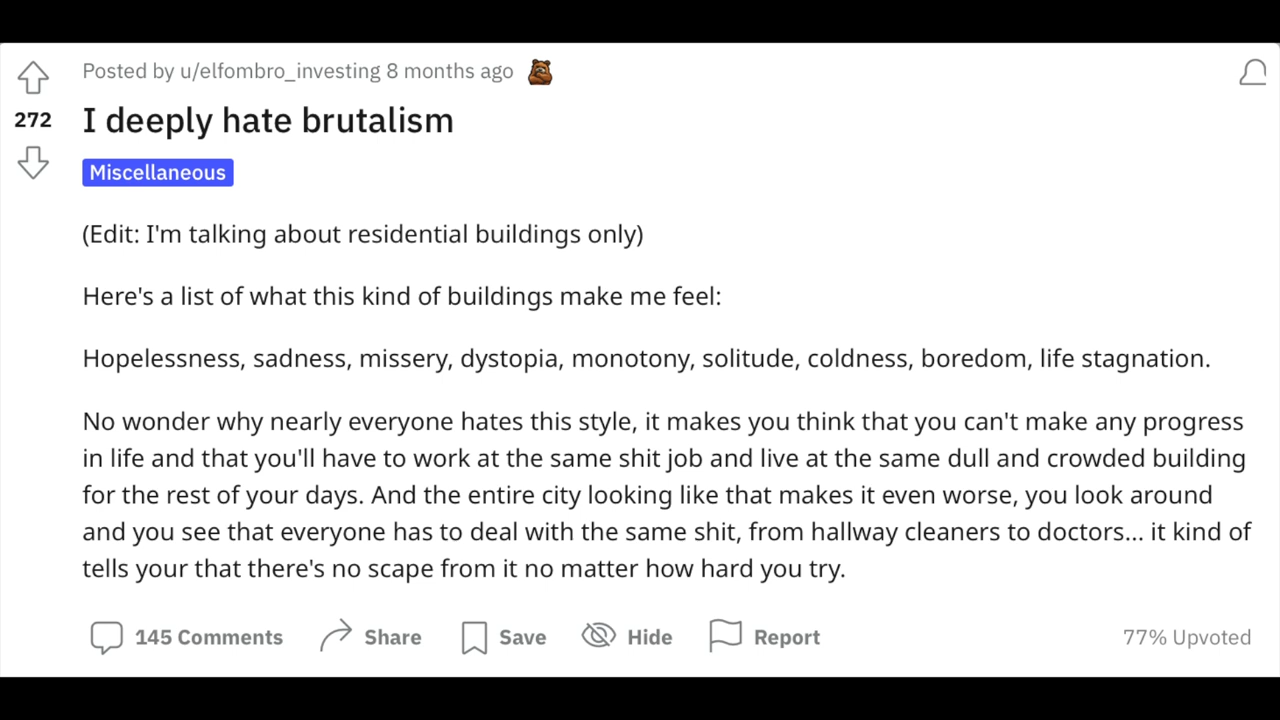 Posted by u/elfombro_investing 8 months ago
272
I deeply hate brutalism
Miscellaneous
(Edit: I'm talking about residential buildings only)
Here's a list of what this kind of buildings make me feel:
Hopelessness, sadness, missery, dystopia, monotony, solitude, coldness, boredom, life stagnation.
No wonder why nearly everyone hates this style, it makes you think that you can't make any progress
in life and that you'll have to work at the same shit job and live at the same dull and crowded building
for the rest of your days. And the entire city looking like that makes it even worse, you look around
and you see that everyone has to deal with the same shit, from hallway cleaners to doctors... it kind of
tells your that there's no scape from it no matter how hard you try.
145 Comments Share Save Hide Report 77% Upvoted